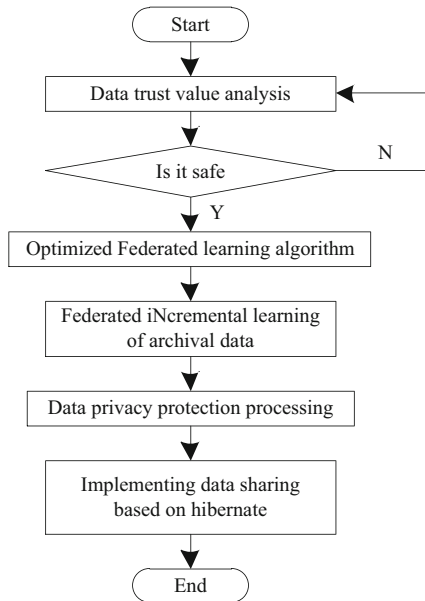 Start
Data trust value analysis
Is it safe
N
Y
Optimized Federated learning algorithm
Federated iNcremental learning
of archival data
Data privacy protection processing
Implementing data sharing
based on hibernate
End